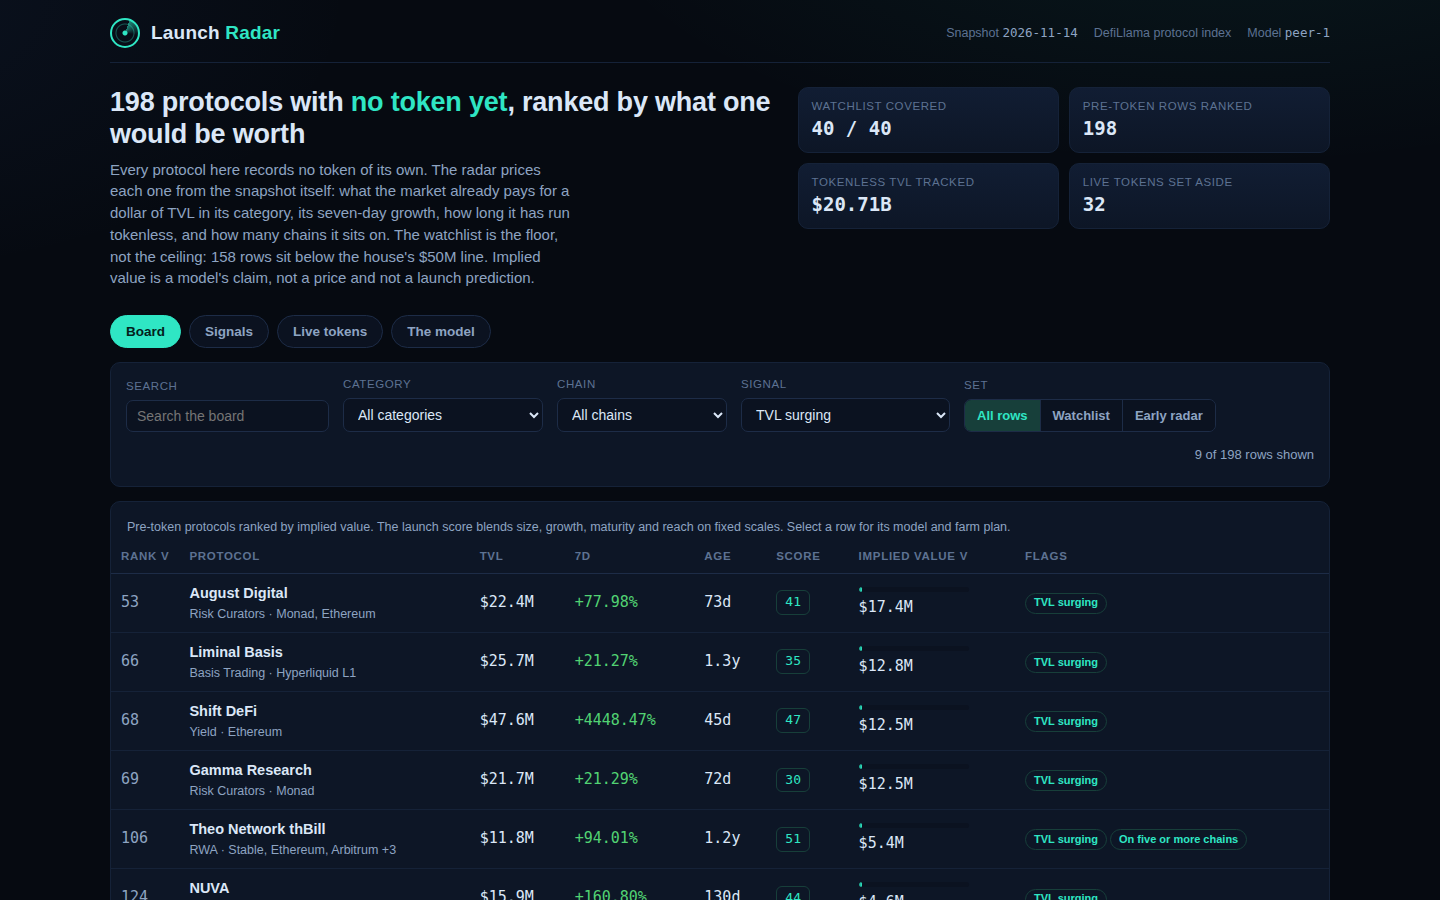 Launch Radar
Snapshot 2026-11-14 DefiLlama protocol index Model peer-1
198 protocols with no token yet, ranked by what one
would be worth
Every protocol here records no token of its own. The radar prices
each one from the snapshot itself: what the market already pays for a
dollar of TVL in its category, its seven-day growth, how long it has run
tokenless, and how many chains it sits on. The watchlist is the floor,
not the ceiling: 158 rows sit below the house's $50M line. Implied
value is a model's claim, not a price and not a launch prediction.
WATCHLIST COVERED
40 / 40
PRE-TOKEN ROWS RANKED
198
TOKENLESS TVL TRACKED
$20.71B
LIVE TOKENS SET ASIDE
32
Board Signals Live tokens The model
SEARCH CATEGORY CHAIN SIGNAL SET
Search the board All categories All chains TVL surging All rows Watchlist Early radar
9 of 198 rows shown
Pre-token protocols ranked by implied value. The launch score blends size, growth, maturity and reach on fixed scales. Select a row for its model and farm plan.
RANK V PROTOCOL TVL 7D AGE SCORE IMPLIED VALUE V FLAGS
53 August Digital $22.4M +77.98% 73d 41 $17.4M TVL surging
Risk Curators · Monad, Ethereum
66 Liminal Basis $25.7M +21.27% 1.3y 35 $12.8M TVL surging
Basis Trading · Hyperliquid L1
68 Shift DeFi $47.6M +4448.47% 45d 47 $12.5M TVL surging
Yield · Ethereum
69 Gamma Research $21.7M +21.29% 72d 30 $12.5M TVL surging
Risk Curators · Monad
106 Theo Network thBill $11.8M +94.01% 1.2y 51 $5.4M TVL surging On five or more chains
RWA · Stable, Ethereum, Arbitrum +3
124 NUVA $15.9M +160.80% 130d 44 $4.6M TVL surging